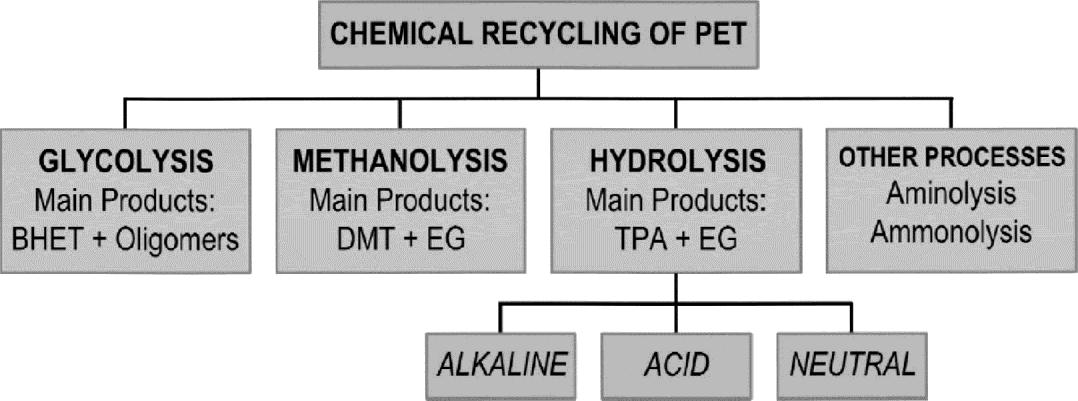 CHEMICAL RECYCLING OF PET
GLYCOLYSIS
Main Products:
BHET + Oligomers
METHANOLYSIS
Main Products:
DMT + EG
HYDROLYSIS
Main Products:
TPA + EG
OTHER PROCESSES
Aminolysis
Ammonolysis
ALKALINE
ACID
NEUTRAL